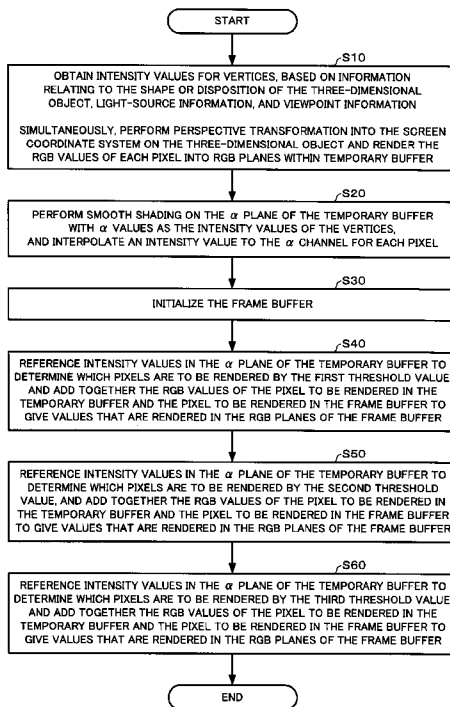 START
S10
OBTAIN INTENSITY VALUES FOR VERTICES, BASED ON INFORMATION
RELATING TO THE SHAPE OR DISPOSITION OF THE THREE-DIMENSIONAL
OBJECT, LIGHT-SOURCE INFORMATION, AND VIEWPOINT INFORMATION
SIMULTANEOUSLY, PERFORM PERSPECTIVE TRANSFORMATION INTO THE SCREEN
COORDINATE SYSTEM ON THE THREE-DIMENSIONAL OBJECT AND RENDER THE
RGB VALUES OF EACH PIXEL INTO RGB PLANES WITHIN TEMPORARY BUFFER
S20
PERFORM SMOOTH SHADING ON THE α PLANE OF THE TEMPORARY BUFFER
WITH α VALUES AS THE INTENSITY VALUES OF THE VERTICES,
AND INTERPOLATE AN INTENSITY VALUE TO THE α CHANNEL FOR EACH PIXEL
S30
INITIALIZE THE FRAME BUFFER
S40
REFERENCE INTENSITY VALUES IN THE α PLANE OF THE TEMPORARY BUFFER TO
DETERMINE WHICH PIXELS ARE TO BE RENDERED BY THE FIRST THRESHOLD VALUE
AND ADD TOGETHER THE RGB VALUES OF THE PIXEL TO BE RENDERED IN THE
TEMPORARY BUFFER AND THE PIXEL TO BE RENDERED IN THE FRAME BUFFER TO
GIVE VALUES THAT ARE RENDERED IN THE RGB PLANES OF THE FRAME BUFFER
S50
REFERENCE INTENSITY VALUES IN THE α PLANE OF THE TEMPORARY BUFFER TO
DETERMINE WHICH PIXELS ARE TO BE RENDERED BY THE SECOND THRESHOLD
VALUE, AND ADD TOGETHER THE RGB VALUES OF THE PIXEL TO BE RENDERED IN
THE TEMPORARY BUFFER AND THE PIXEL TO BE RENDERED IN THE FRAME BUFFER
TO GIVE VALUES THAT ARE RENDERED IN THE RGB PLANES OF THE FRAME BUFFER
S60
REFERENCE INTENSITY VALUES IN THE α PLANE OF THE TEMPORARY BUFFER TO
DETERMINE WHICH PIXELS ARE TO BE RENDERED BY THE THIRD THRESHOLD VALUE
AND ADD TOGETHER THE RGB VALUES OF THE PIXEL TO BE RENDERED IN THE
TEMPORARY BUFFER AND THE PIXEL TO BE RENDERED IN THE FRAME BUFFER TO
GIVE VALUES THAT ARE RENDERED IN THE RGB PLANES OF THE FRAME BUFFER
END